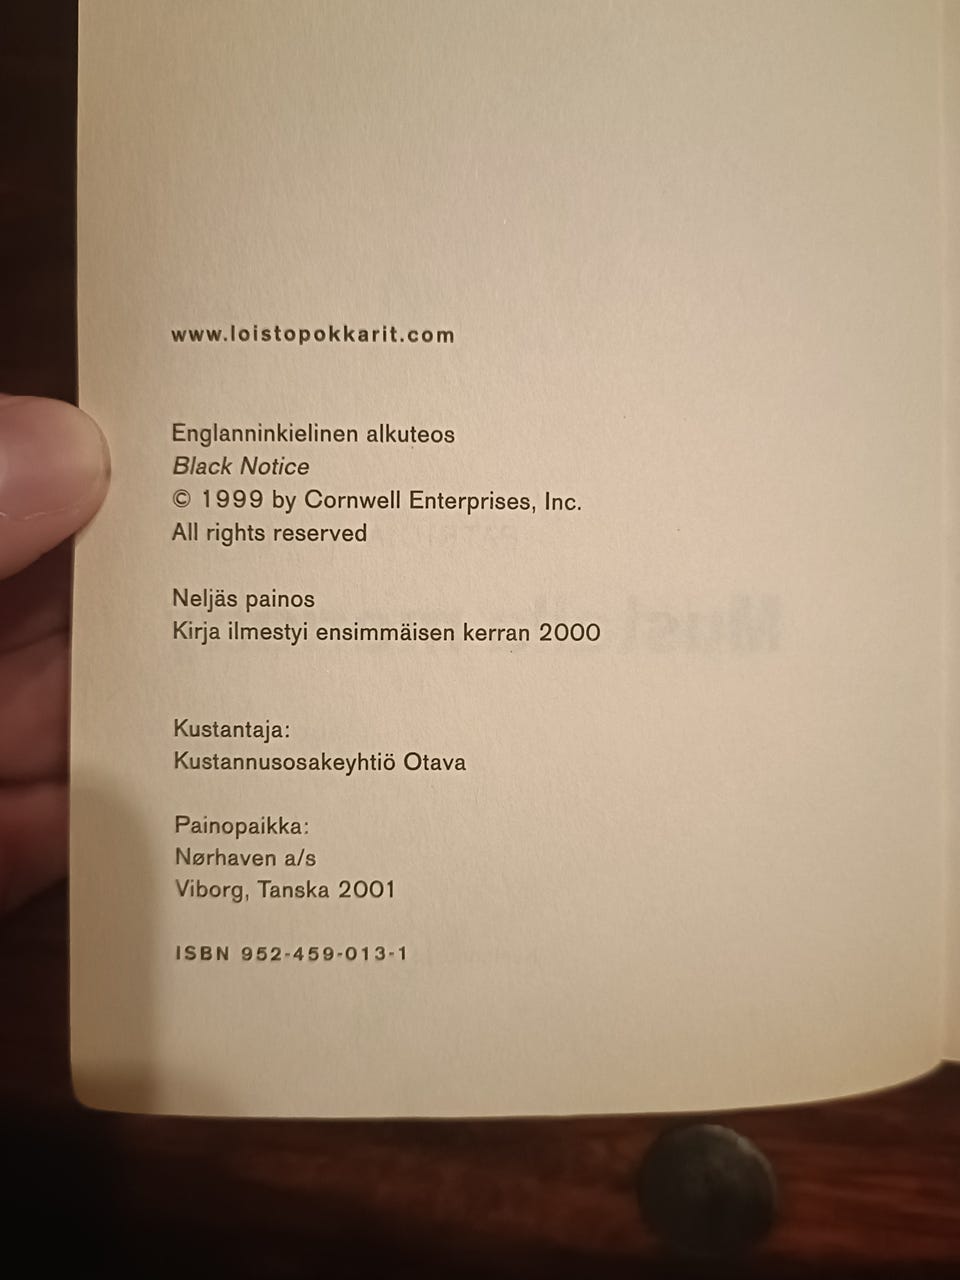 www.loistopokkarit.com
Englanninkielinen alkuteos
Black Notice
© 1999 by Cornwell Enterprises, Inc.
All rights reserved
Neljäs painos
Kirja ilmestyi ensimmäisen kerran 2000
Kustantaja:
Kustannusosakeyhtiö Otava
Painopaikka:
Nørhaven a/s
Viborg, Tanska 2001
ISBN 952-459-013-1